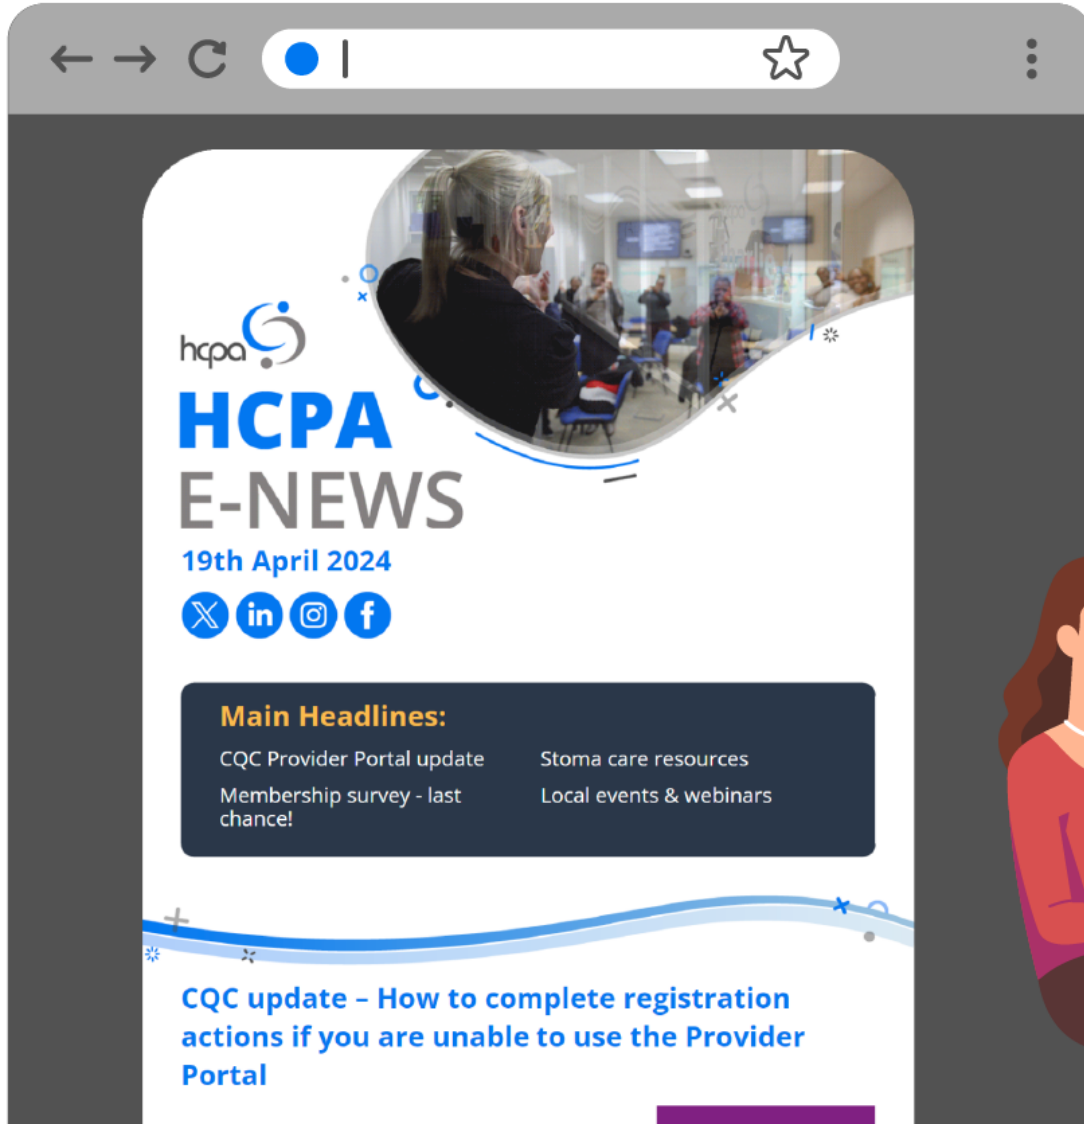 hcpa
HCPA
E-NEWS
19th April 2024
in
f
Main Headlines:
CQC Provider Portal update
Membership survey - last
chance!
Stoma care resources
Local events & webinars
CQC update – How to complete registration
actions if you are unable to use the Provider
Portal